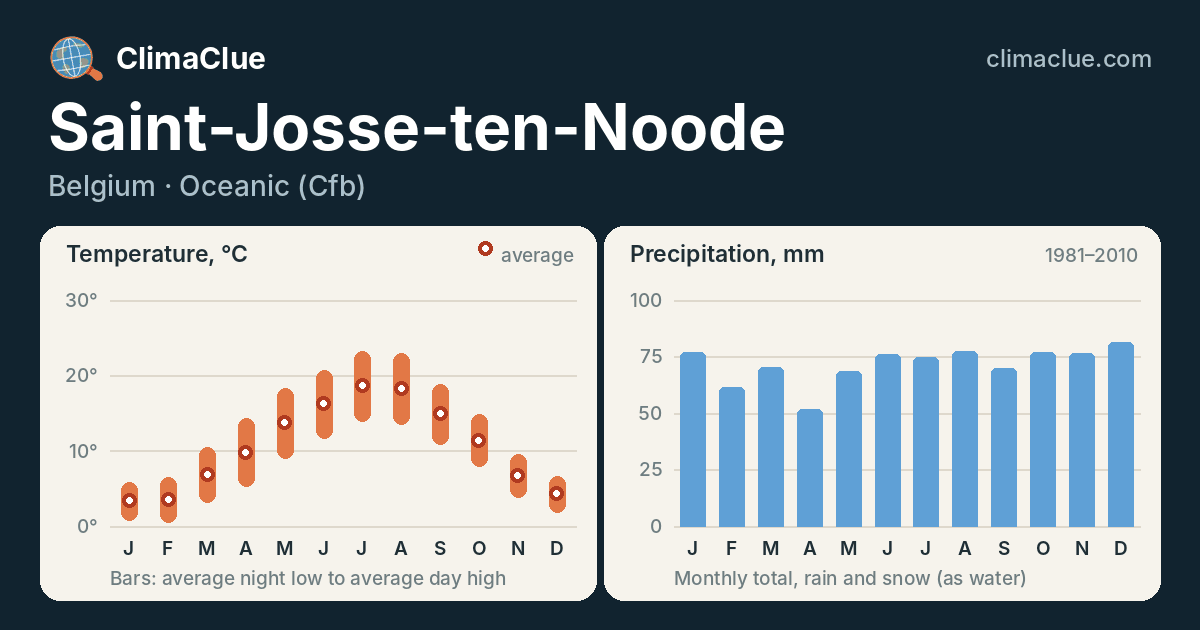 ClimaClue
climaclue.com
Saint-Josse-ten-Noode
Belgium · Oceanic (Cfb)
Temperature, °C
average
30°
20°
10°
0°
J F M A M J J A S O N D
Bars: average night low to average day high
Precipitation, mm
1981–2010
100
75
50
25
0
J F M A M J J A S O N D
Monthly total, rain and snow (as water)